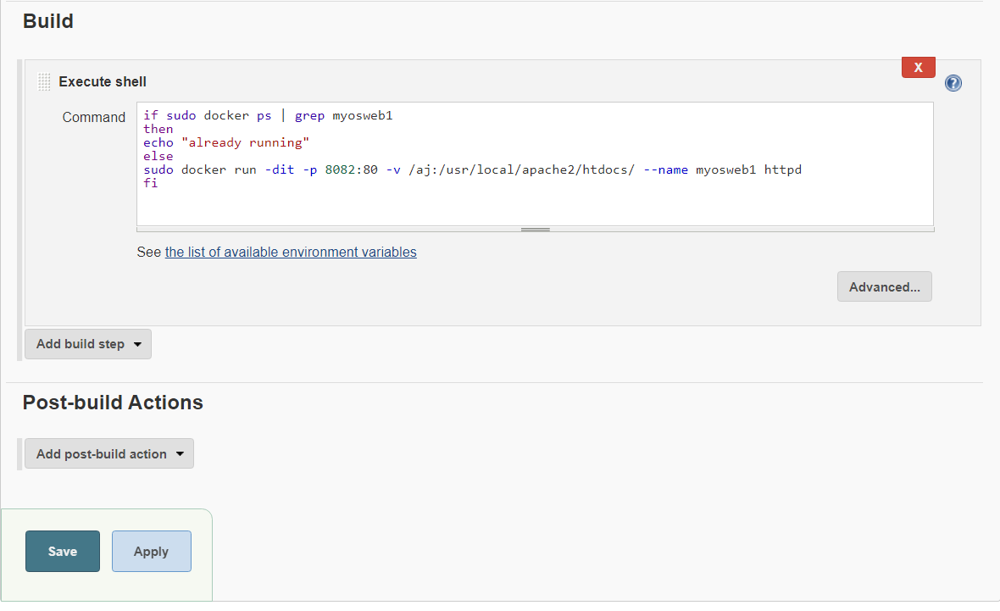 Build
X
Execute shell
?
Command
if sudo docker ps | grep myosweb1
then
echo "already running"
else
sudo docker run -dit -p 8082:80 -v /aj:/usr/local/apache2/htdocs/ --name myosweb1 httpd
fi
See the list of available environment variables
Advanced...
Add build step
Post-build Actions
Add post-build action
Save
Apply